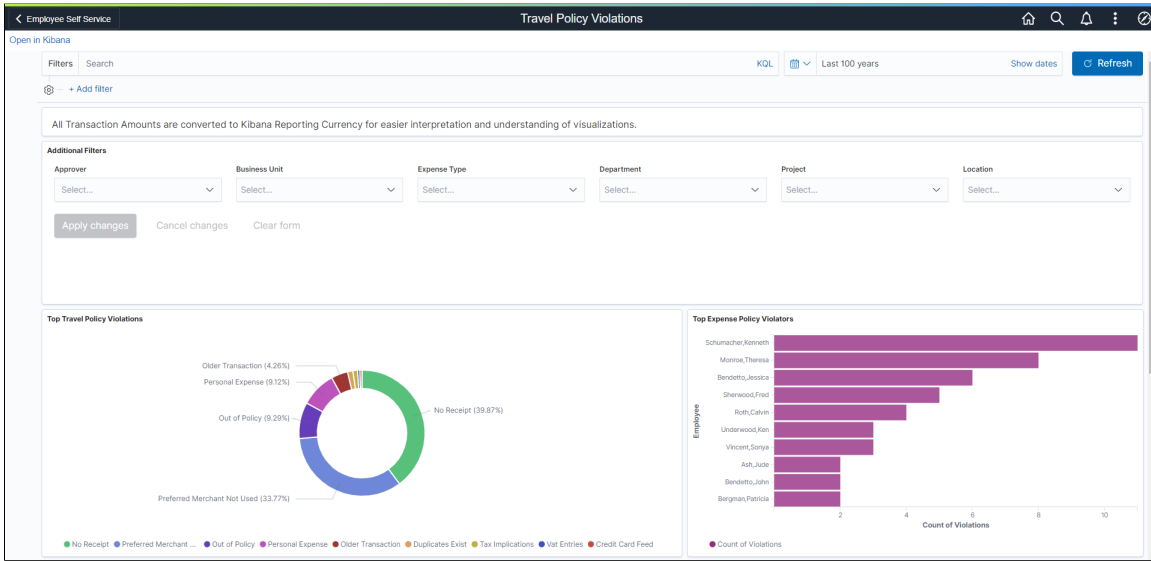 Employee Self Service
Travel Policy Violations
Open in Kibana
Filters Search KQL Last 100 years Show dates Refresh
+ Add filter
All Transaction Amounts are converted to Kibana Reporting Currency for easier interpretation and understanding of visualizations.
Additional Filters
Approver Business Unit Expense Type Department Project Location
Select... Select... Select... Select... Select... Select...
Apply changes Cancel changes Clear form
Top Travel Policy Violations
Older Transaction (4.26%)
Personal Expense (9.12%)
No Receipt (39.87%)
Out of Policy (9.29%)
Preferred Merchant Not Used (33.77%)
No Receipt Preferred Merchant ... Out of Policy Personal Expense Older Transaction Duplicates Exist Tax Implications Vat Entries Credit Card Feed
Top Expense Policy Violators
Schumacher,Kenneth
Monroe,Theresa
Bendetto,Jessica
Sherwood,Fred
Roth,Calvin
Underwood,Ken
Vincent,Sonya
Ash,Jude
Bendetto,John
Bergman,Patricia
Employee
2 4 6 8 10
Count of Violations
Count of Violations